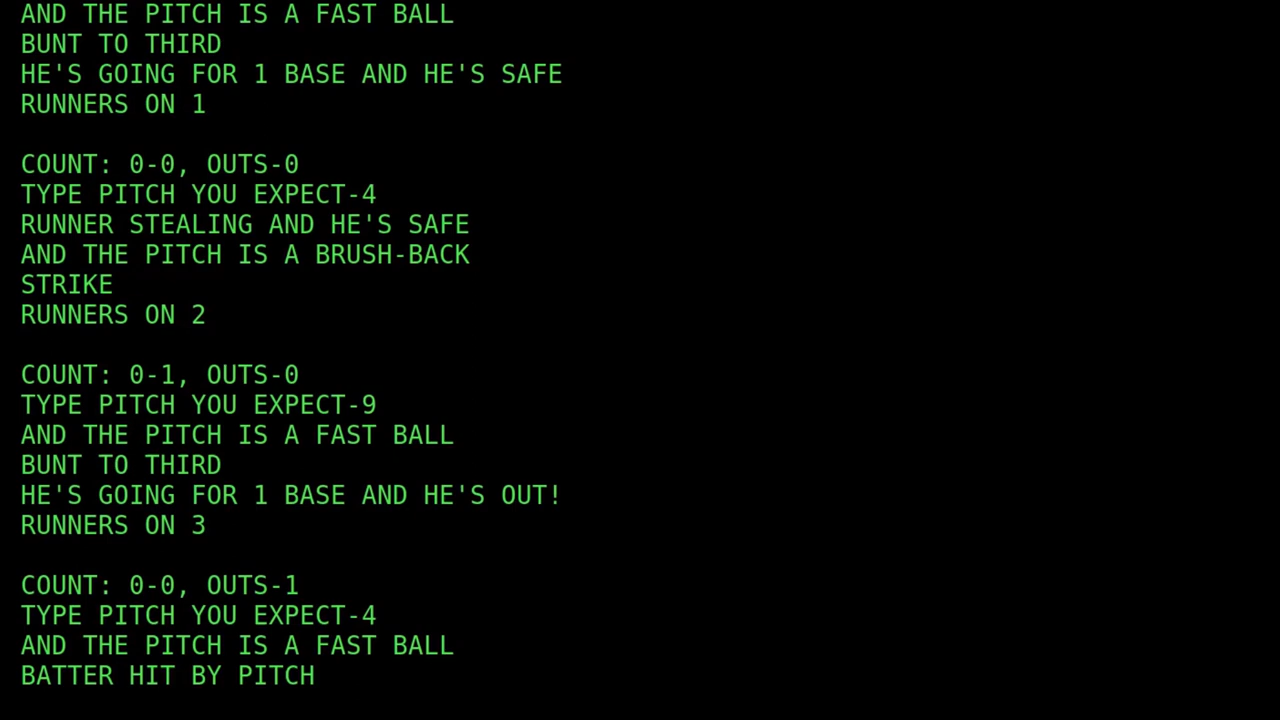 AND THE PITCH IS A FAST BALL
BUNT TO THIRD
HE'S GOING FOR 1 BASE AND HE'S SAFE
RUNNERS ON 1
COUNT: 0-0, OUTS-0
TYPE PITCH YOU EXPECT-4
RUNNER STEALING AND HE'S SAFE
AND THE PITCH IS A BRUSH-BACK
STRIKE
RUNNERS ON 2
COUNT: 0-1, OUTS-0
TYPE PITCH YOU EXPECT-9
AND THE PITCH IS A FAST BALL
BUNT TO THIRD
HE'S GOING FOR 1 BASE AND HE'S OUT!
RUNNERS ON 3
COUNT: 0-0, OUTS-1
TYPE PITCH YOU EXPECT-4
AND THE PITCH IS A FAST BALL
BATTER HIT BY PITCH